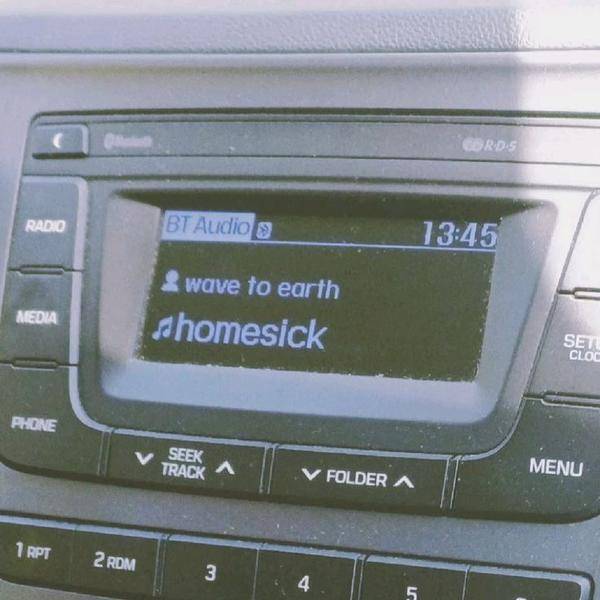 Bluetooth
R·D·S
RADIO
BT Audio 13:45
wave to earth
homesick
MEDIA
PHONE
SEEK
TRACK
FOLDER
MENU
1 RPT
2 RDM
3
4
5